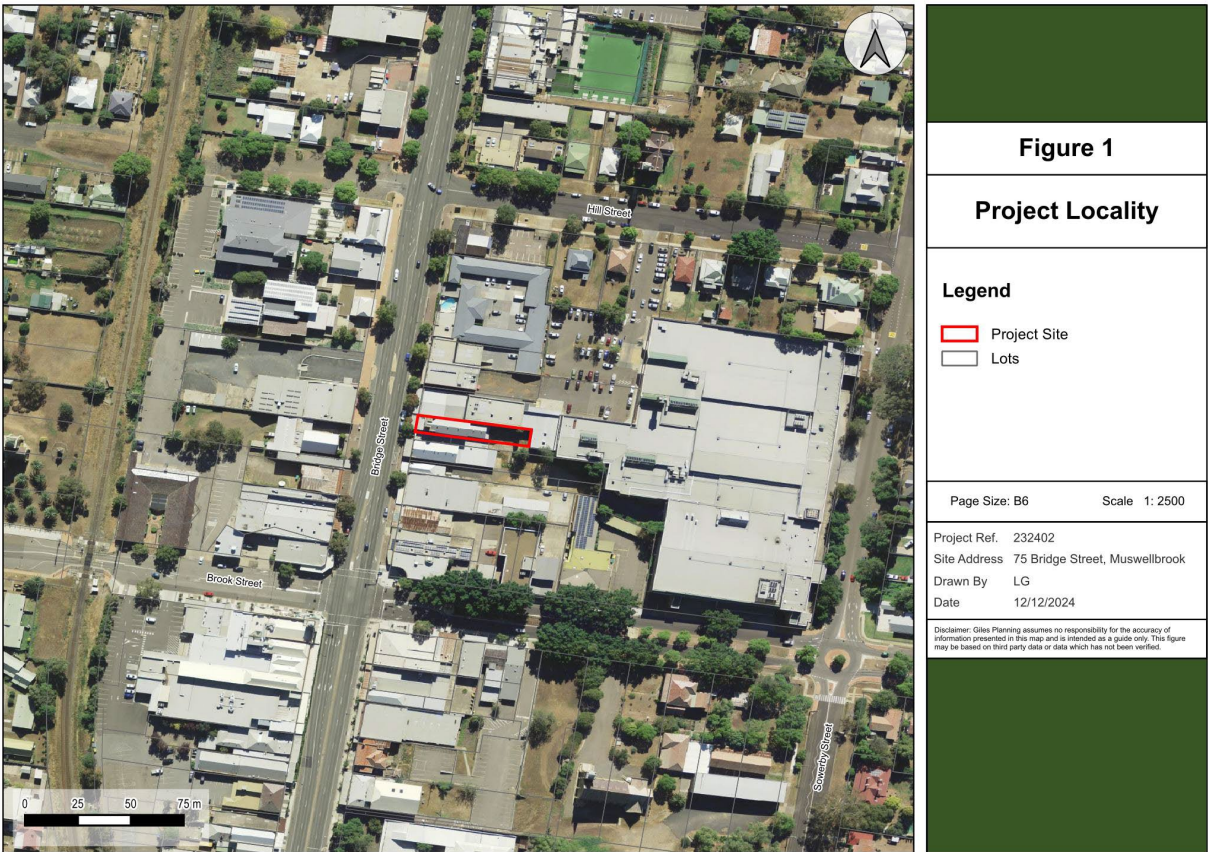 N
Hill Street
Bridge Street
Brook Street
Sowerby Street
0 25 50 75 m
Figure 1
Project Locality
Legend
Project Site
Lots
Page Size: B6 Scale 1: 2500
Project Ref. 232402
Site Address 75 Bridge Street, Muswellbrook
Drawn By LG
Date 12/12/2024
Disclaimer: Giles Planning assumes no responsibility for the accuracy of
information presented in this map and is intended as a guide only. This figure
may be based on third party data or data which has not been verified.